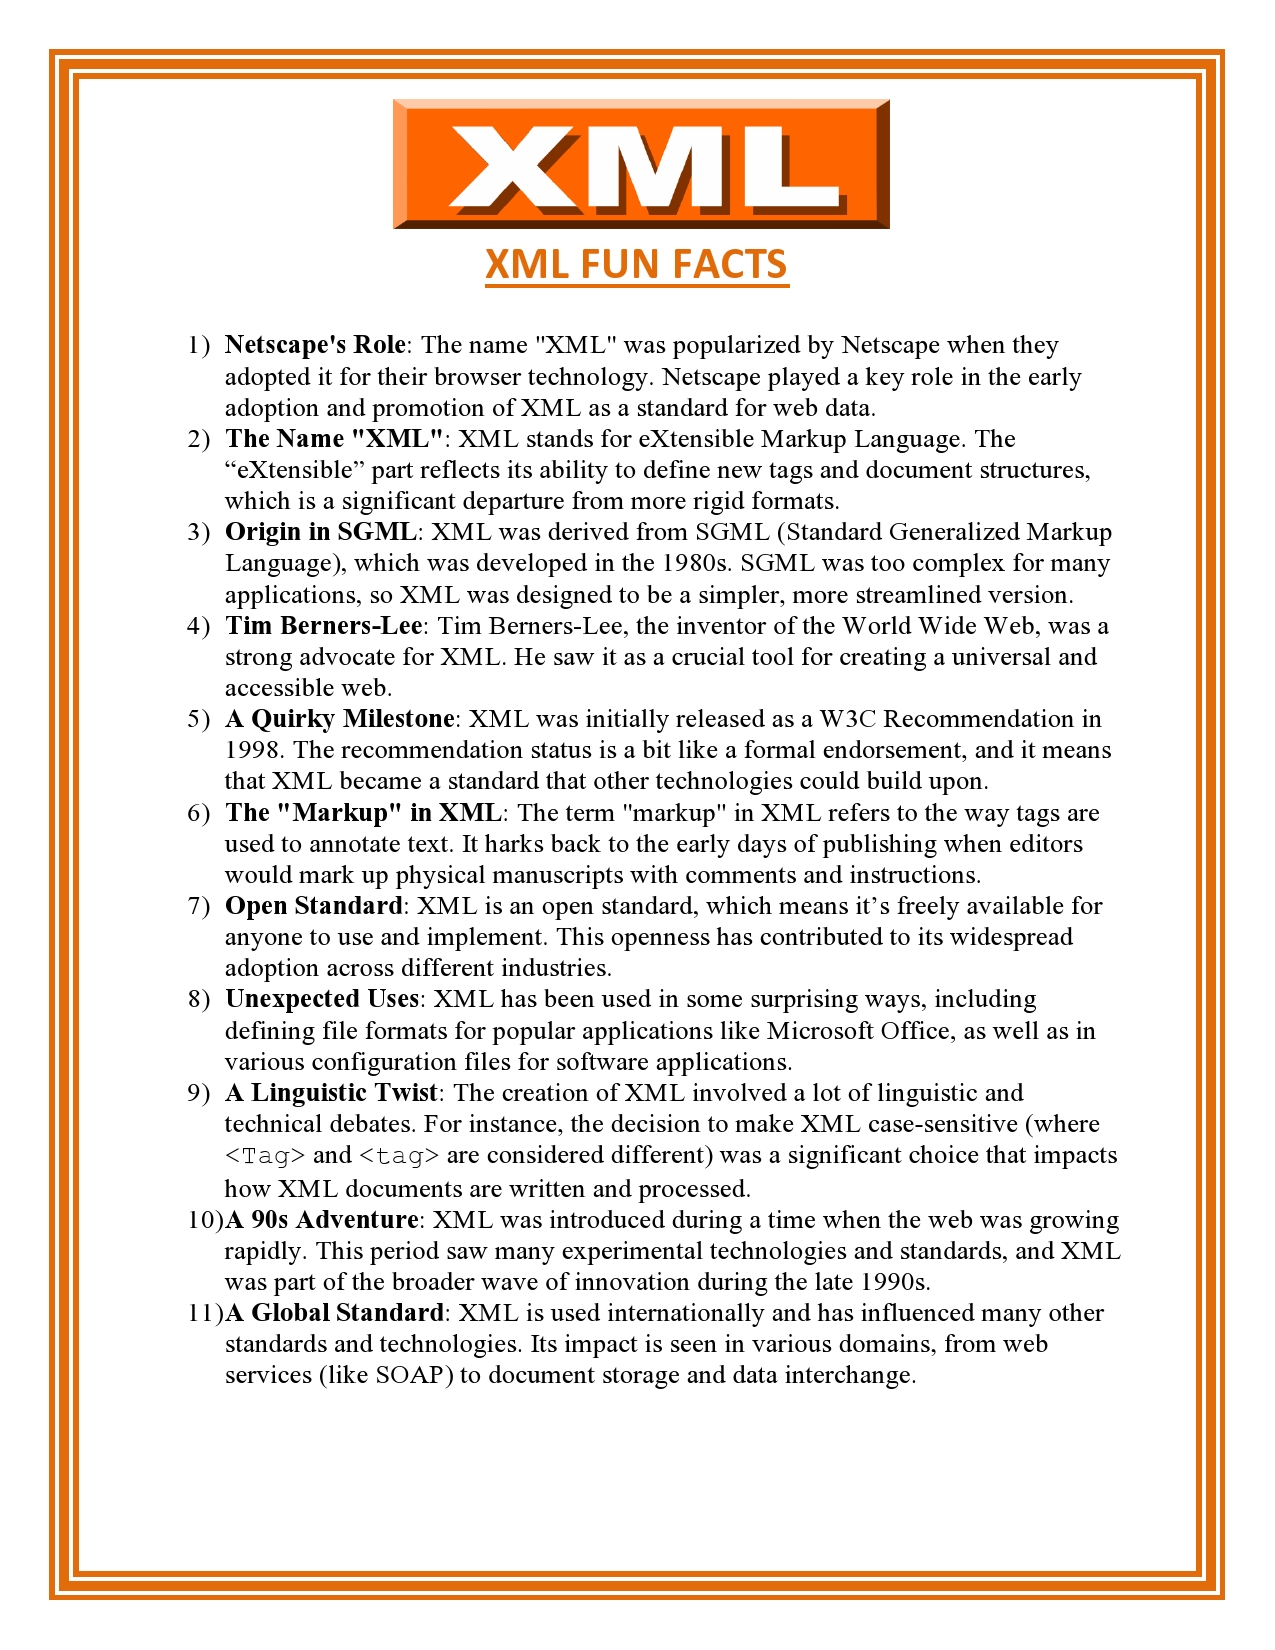 XML
XML FUN FACTS
1) Netscape's Role: The name "XML" was popularized by Netscape when they
adopted it for their browser technology. Netscape played a key role in the early
adoption and promotion of XML as a standard for web data.
2) The Name "XML": XML stands for eXtensible Markup Language. The
“eXtensible” part reflects its ability to define new tags and document structures,
which is a significant departure from more rigid formats.
3) Origin in SGML: XML was derived from SGML (Standard Generalized Markup
Language), which was developed in the 1980s. SGML was too complex for many
applications, so XML was designed to be a simpler, more streamlined version.
4) Tim Berners-Lee: Tim Berners-Lee, the inventor of the World Wide Web, was a
strong advocate for XML. He saw it as a crucial tool for creating a universal and
accessible web.
5) A Quirky Milestone: XML was initially released as a W3C Recommendation in
1998. The recommendation status is a bit like a formal endorsement, and it means
that XML became a standard that other technologies could build upon.
6) The "Markup" in XML: The term "markup" in XML refers to the way tags are
used to annotate text. It harks back to the early days of publishing when editors
would mark up physical manuscripts with comments and instructions.
7) Open Standard: XML is an open standard, which means it’s freely available for
anyone to use and implement. This openness has contributed to its widespread
adoption across different industries.
8) Unexpected Uses: XML has been used in some surprising ways, including
defining file formats for popular applications like Microsoft Office, as well as in
various configuration files for software applications.
9) A Linguistic Twist: The creation of XML involved a lot of linguistic and
technical debates. For instance, the decision to make XML case-sensitive (where
<Tag> and <tag> are considered different) was a significant choice that impacts
how XML documents are written and processed.
10)A 90s Adventure: XML was introduced during a time when the web was growing
rapidly. This period saw many experimental technologies and standards, and XML
was part of the broader wave of innovation during the late 1990s.
11)A Global Standard: XML is used internationally and has influenced many other
standards and technologies. Its impact is seen in various domains, from web
services (like SOAP) to document storage and data interchange.